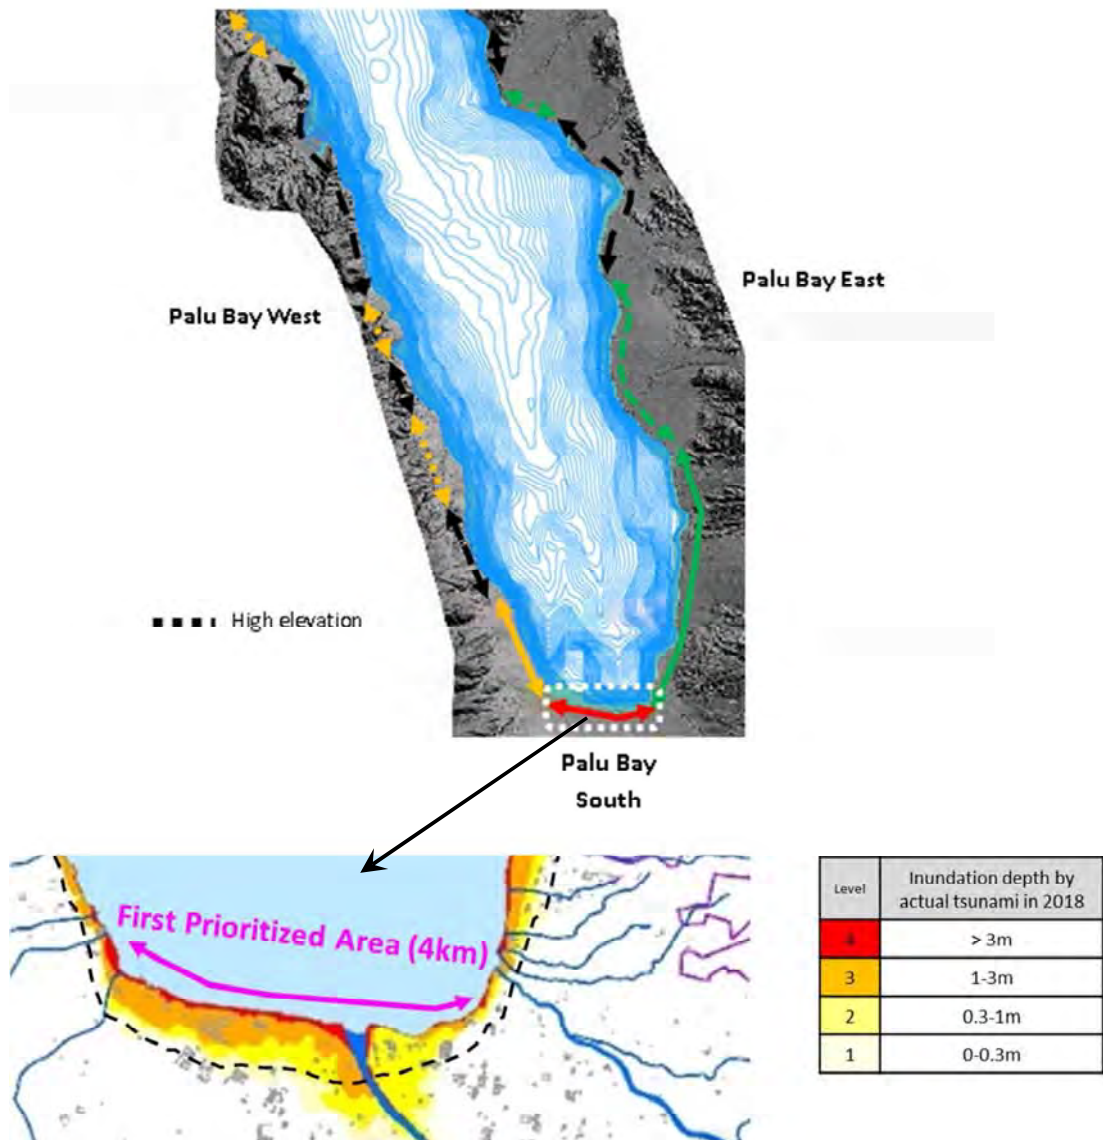 Palu Bay East
Palu Bay West
High elevation
Palu Bay
South
First Prioritized Area (4km)
Level
Inundation depth by
actual tsunami in 2018
4
> 3m
3
1-3m
2
0.3-1m
1
0-0.3m